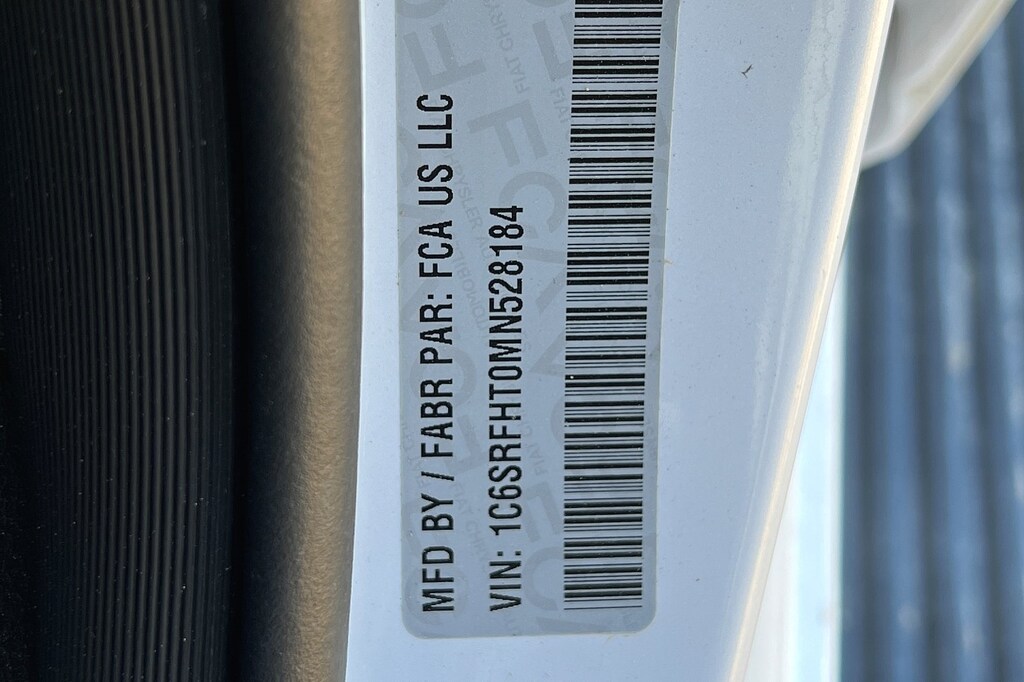 MFD BY / FABR PAR: FCA US LLC
VIN: 1C6SRFHT0MN528184